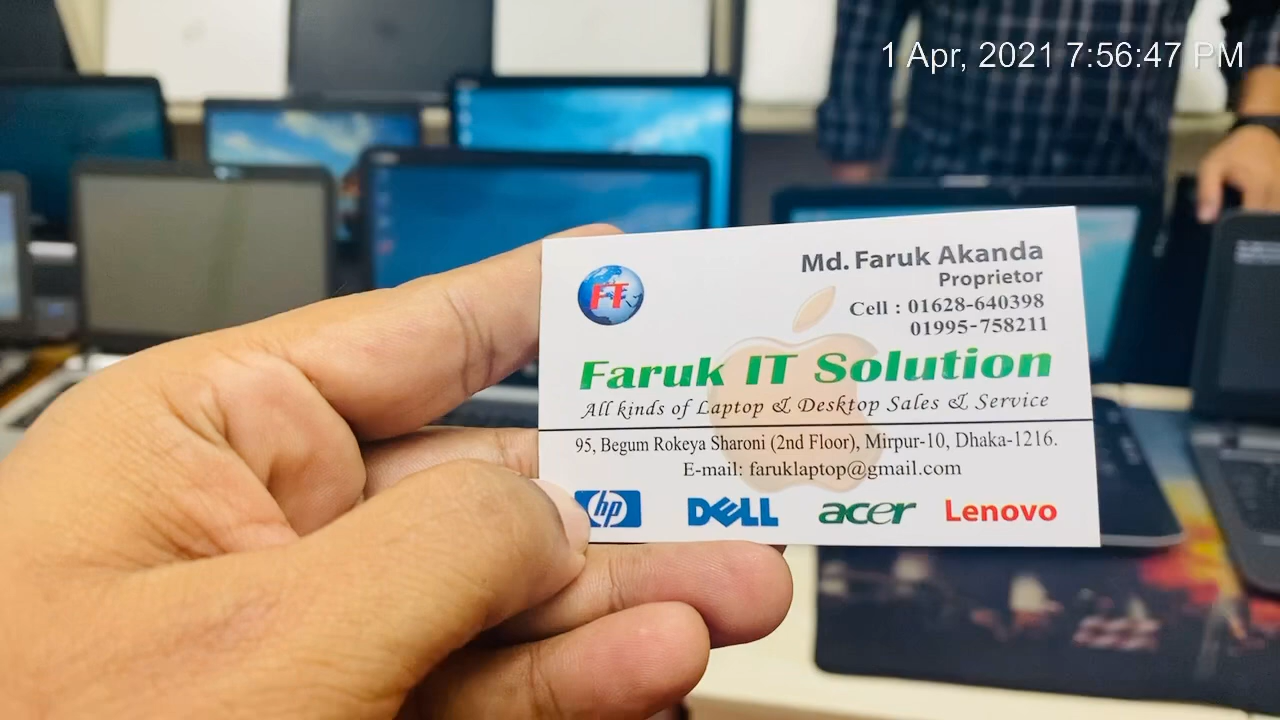 1 Apr, 2021 7:56:47 PM
Md. Faruk Akanda
Proprietor
Cell : 01628-640398
01995-758211
FT
Faruk IT Solution
All kinds of Laptop & Desktop Sales & Service
95, Begum Rokeya Sharoni (2nd Floor), Mirpur-10, Dhaka-1216.
E-mail: faruklaptop@gmail.com
hp DELL acer Lenovo